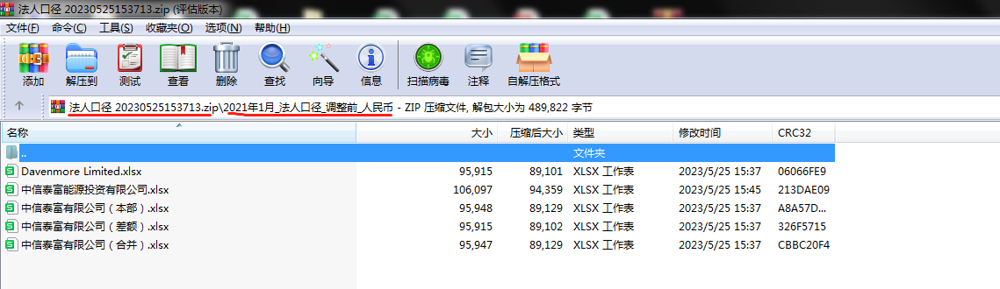 法人口径 20230525153713.zip (评估版本)
文件(F) 命令(C) 工具(S) 收藏夹(O) 选项(N) 帮助(H)
添加 解压到 测试 查看 删除 查找 向导 信息 扫描病毒 注释 自解压格式
法人口径 20230525153713.zip\2021年1月_法人口径_调整前_人民币 - ZIP 压缩文件, 解包大小为 489,822 字节
名称 大小 压缩后大小 类型 修改时间 CRC32
.. 文件夹
Davenmore Limited.xlsx 95,915 89,101 XLSX 工作表 2023/5/25 15:37 06066FE9
中信泰富能源投资有限公司.xlsx 106,097 94,359 XLSX 工作表 2023/5/25 15:45 213DAE09
中信泰富有限公司（本部）.xlsx 95,948 89,129 XLSX 工作表 2023/5/25 15:37 A8A57D...
中信泰富有限公司（差额）.xlsx 95,915 89,102 XLSX 工作表 2023/5/25 15:37 326F5715
中信泰富有限公司（合并）.xlsx 95,947 89,129 XLSX 工作表 2023/5/25 15:37 CBBC20F4